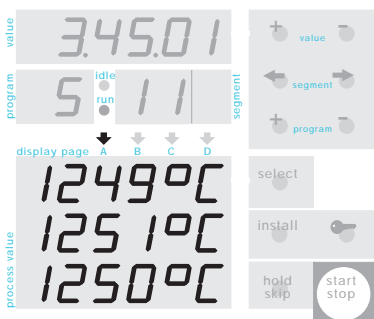 value
3.45.01
program
5
idle
run
11
segment
display page A B C D
process value
1249°C
1251°C
1250°C
+ -
value
segment
+ -
program
select
install
hold
skip
start
stop